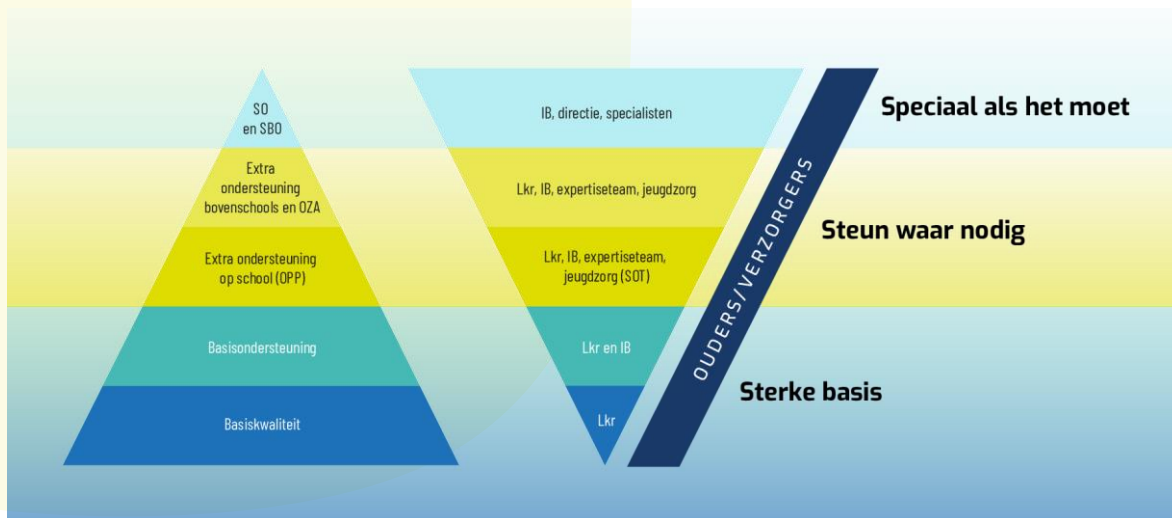 SO
en SBO
IB, directie, specialisten
Speciaal als het moet
Extra
ondersteuning
bovenschools en OZA
Lkr, IB, expertiseteam, jeugdzorg
Steun waar nodig
Extra ondersteuning
op school (OPP)
Lkr, IB, expertiseteam,
jeugdzorg (SOT)
OUDERS/VERZORGERS
Basisondersteuning
Lkr en IB
Sterke basis
Basiskwaliteit
Lkr